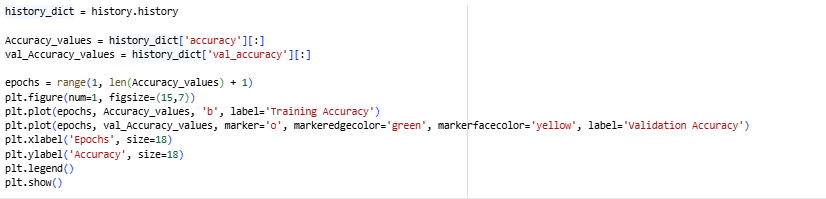 history_dict = history.history
Accuracy_values = history_dict['accuracy'][:]
val_Accuracy_values = history_dict['val_accuracy'][:]
epochs = range(1, len(Accuracy_values) + 1)
plt.figure(num=1, figsize=(15,7))
plt.plot(epochs, Accuracy_values, 'b', label='Training Accuracy')
plt.plot(epochs, val_Accuracy_values, marker='o', markeredgecolor='green', markerfacecolor='yellow', label='Validation Accuracy')
plt.xlabel('Epochs', size=18)
plt.ylabel('Accuracy', size=18)
plt.legend()
plt.show()